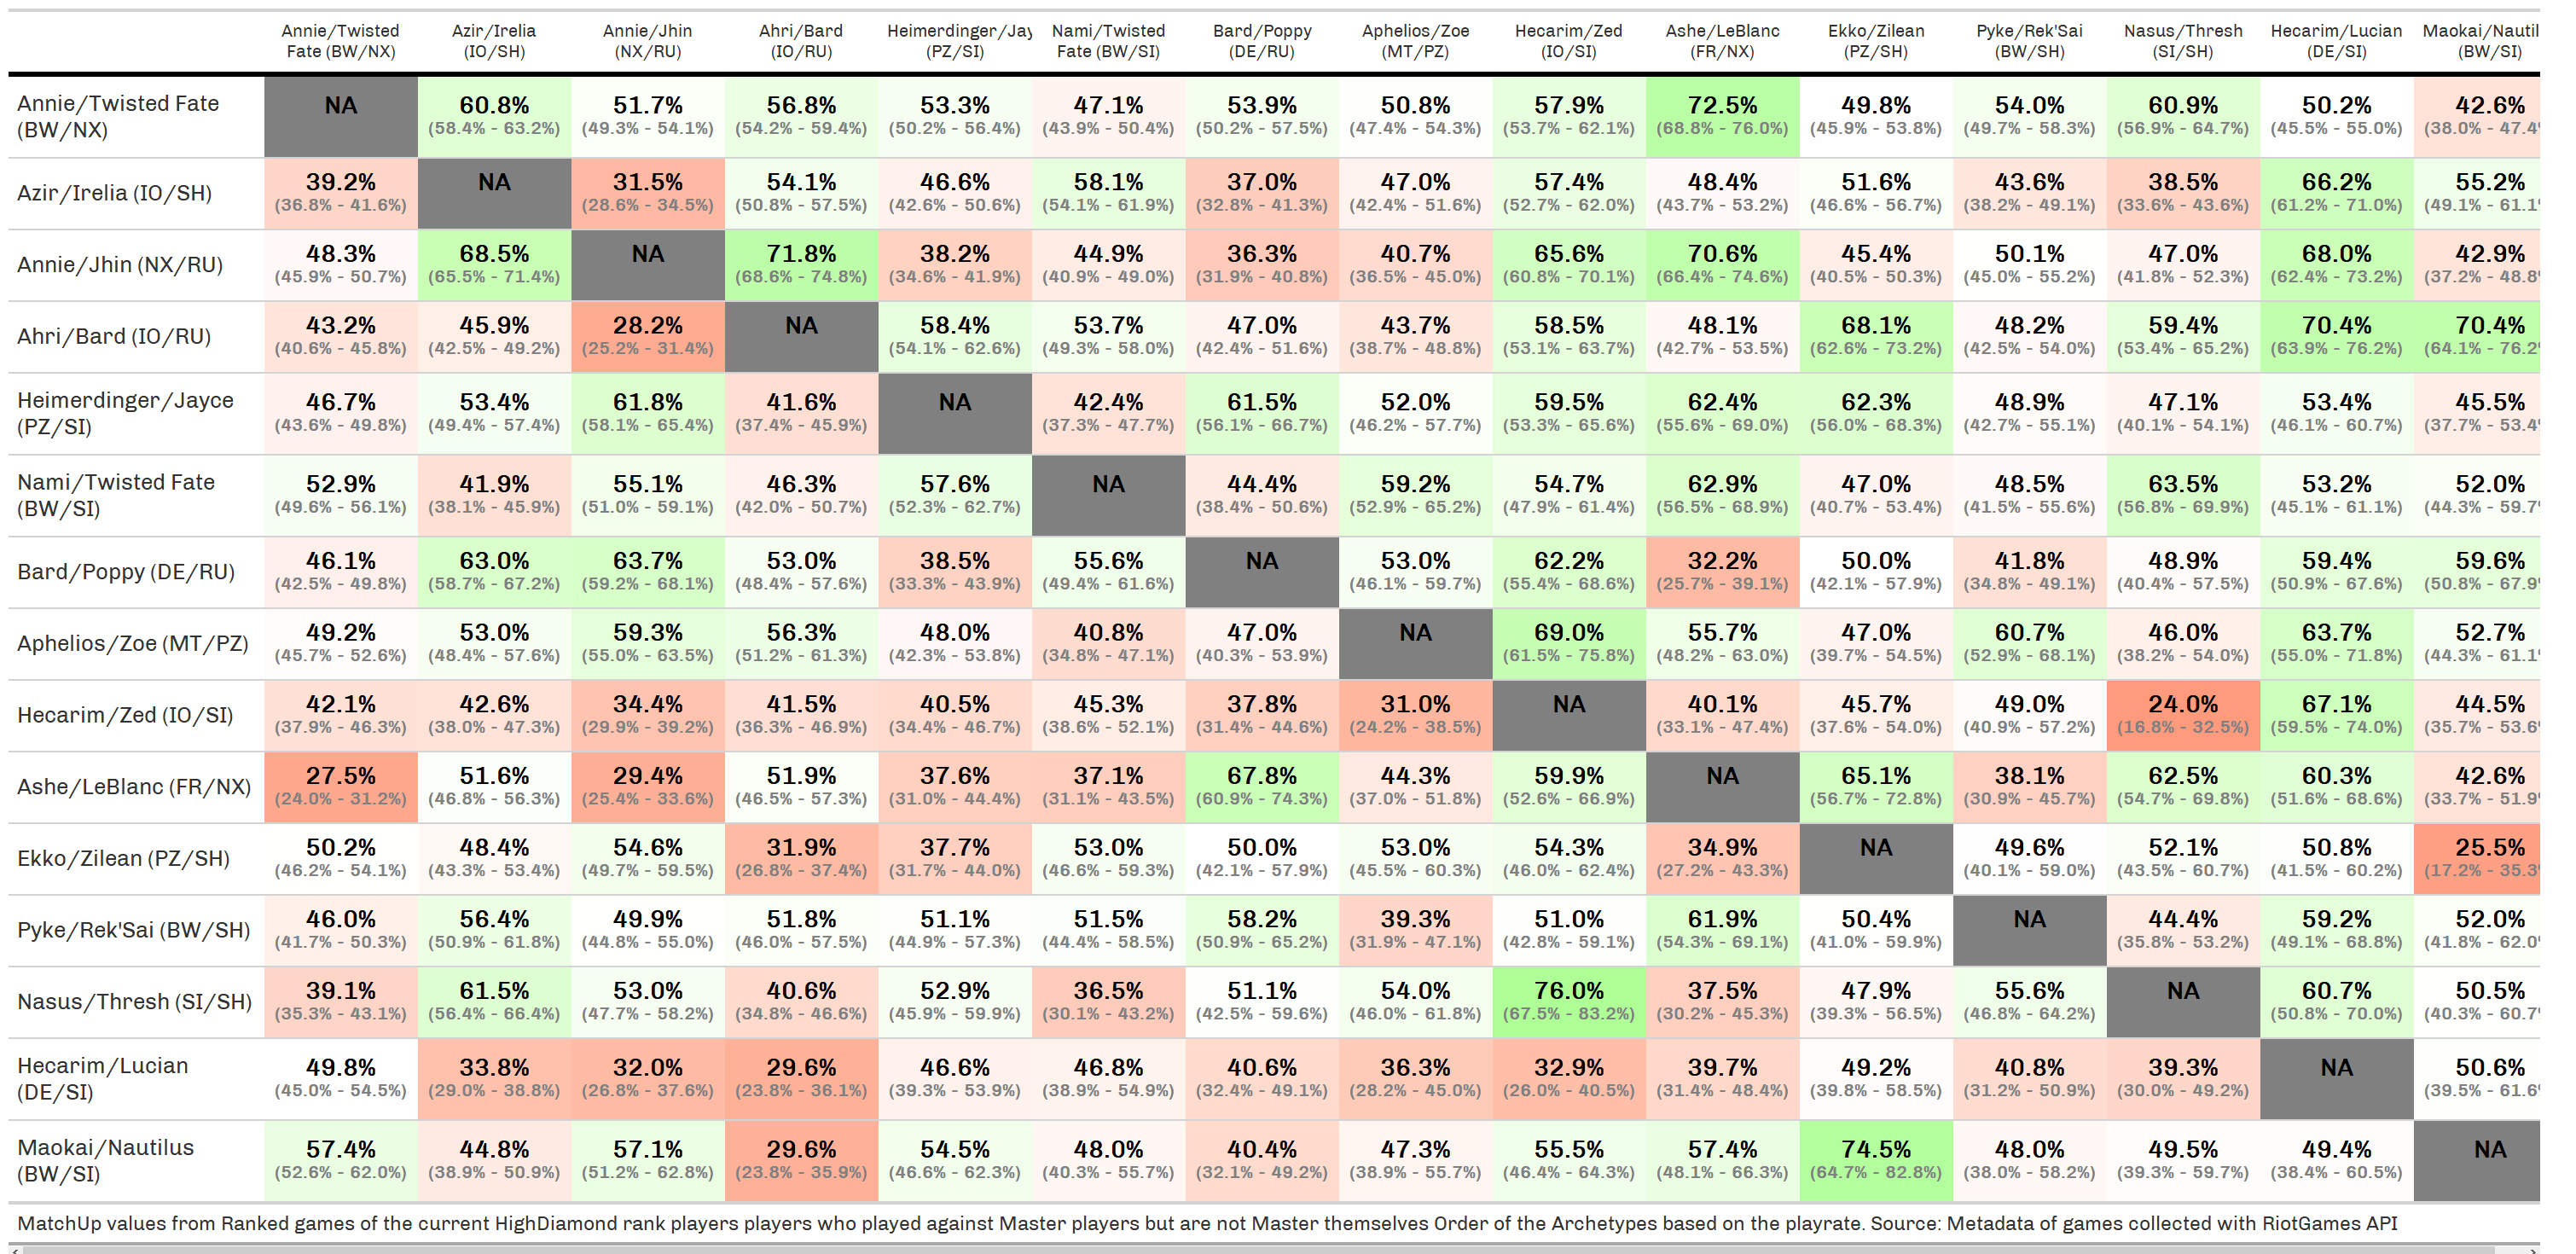 Annie/Twisted Fate (BW/NX) Azir/Irelia (IO/SH) Annie/Jhin (NX/RU) Ahri/Bard (IO/RU) Heimerdinger/Jay (PZ/SI) Nami/Twisted Fate (BW/SI) Bard/Poppy (DE/RU) Aphelios/Zoe (MT/PZ) Hecarim/Zed (IO/SI) Ashe/LeBlanc (FR/NX) Ekko/Zilean (PZ/SH) Pyke/Rek'Sai (BW/SH) Nasus/Thresh (SI/SH) Hecarim/Lucian (DE/SI) Maokai/Nautil (BW/SI)
Annie/Twisted Fate (BW/NX) NA 60.8% 51.7% 56.8% 53.3% 47.1% 53.9% 50.8% 57.9% 72.5% 49.8% 54.0% 60.9% 50.2% 42.6%
(58.4% - 63.2%) (49.3% - 54.1%) (54.2% - 59.4%) (50.2% - 56.4%) (43.9% - 50.4%) (50.2% - 57.5%) (47.4% - 54.3%) (53.7% - 62.1%) (68.8% - 76.0%) (45.9% - 53.8%) (49.7% - 58.3%) (56.9% - 64.7%) (45.5% - 55.0%) (38.0% - 47.4%
Azir/Irelia (IO/SH) 39.2% NA 31.5% 54.1% 46.6% 58.1% 37.0% 47.0% 57.4% 48.4% 51.6% 43.6% 38.5% 66.2% 55.2%
(36.8% - 41.6%) (28.6% - 34.5%) (50.8% - 57.5%) (42.6% - 50.6%) (54.1% - 61.9%) (32.8% - 41.3%) (42.4% - 51.6%) (52.7% - 62.0%) (43.7% - 53.2%) (46.6% - 56.7%) (38.2% - 49.1%) (33.6% - 43.6%) (61.2% - 71.0%) (49.1% - 61.1%
Annie/Jhin (NX/RU) 48.3% 68.5% NA 71.8% 38.2% 44.9% 36.3% 40.7% 65.6% 70.6% 45.4% 50.1% 47.0% 68.0% 42.9%
(45.9% - 50.7%) (65.5% - 71.4%) (68.6% - 74.8%) (34.6% - 41.9%) (40.9% - 49.0%) (31.9% - 40.8%) (36.5% - 45.0%) (60.8% - 70.1%) (66.4% - 74.6%) (40.5% - 50.3%) (45.0% - 55.2%) (41.8% - 52.3%) (62.4% - 73.2%) (37.2% - 48.8%
Ahri/Bard (IO/RU) 43.2% 45.9% 28.2% NA 58.4% 53.7% 47.0% 43.7% 58.5% 48.1% 68.1% 48.2% 59.4% 70.4% 70.4%
(40.6% - 45.8%) (42.5% - 49.2%) (25.2% - 31.4%) (54.1% - 62.6%) (49.3% - 58.0%) (42.4% - 51.6%) (38.7% - 48.8%) (53.1% - 63.7%) (42.7% - 53.5%) (62.6% - 73.2%) (42.5% - 54.0%) (53.4% - 65.2%) (63.9% - 76.2%) (64.1% - 76.2%
Heimerdinger/Jayce (PZ/SI) 46.7% 53.4% 61.8% 41.6% NA 42.4% 61.5% 52.0% 59.5% 62.4% 62.3% 48.9% 47.1% 53.4% 45.5%
(43.6% - 49.8%) (49.4% - 57.4%) (58.1% - 65.4%) (37.4% - 45.9%) (37.3% - 47.7%) (56.1% - 66.7%) (46.2% - 57.7%) (53.3% - 65.6%) (55.6% - 69.0%) (56.0% - 68.3%) (42.7% - 55.1%) (40.1% - 54.1%) (46.1% - 60.7%) (37.7% - 53.4%
Nami/Twisted Fate (BW/SI) 52.9% 41.9% 55.1% 46.3% 57.6% NA 44.4% 59.2% 54.7% 62.9% 47.0% 48.5% 63.5% 53.2% 52.0%
(49.6% - 56.1%) (38.1% - 45.9%) (51.0% - 59.1%) (42.0% - 50.7%) (52.3% - 62.7%) (38.4% - 50.6%) (52.9% - 65.2%) (47.9% - 61.4%) (56.5% - 68.9%) (40.7% - 53.4%) (41.5% - 55.6%) (56.8% - 69.9%) (45.1% - 61.1%) (44.3% - 59.7%
Bard/Poppy (DE/RU) 46.1% 63.0% 63.7% 53.0% 38.5% 55.6% NA 53.0% 62.2% 32.2% 50.0% 41.8% 48.9% 59.4% 59.6%
(42.5% - 49.8%) (58.7% - 67.2%) (59.2% - 68.1%) (48.4% - 57.6%) (33.3% - 43.9%) (49.4% - 61.6%) (46.1% - 59.7%) (55.4% - 68.6%) (25.7% - 39.1%) (42.1% - 57.9%) (34.8% - 49.1%) (40.4% - 57.5%) (50.9% - 67.6%) (50.8% - 67.9%
Aphelios/Zoe (MT/PZ) 49.2% 53.0% 59.3% 56.3% 48.0% 40.8% 47.0% NA 69.0% 55.7% 47.0% 60.7% 46.0% 63.7% 52.7%
(45.7% - 52.6%) (48.4% - 57.6%) (55.0% - 63.5%) (51.2% - 61.3%) (42.3% - 53.8%) (34.8% - 47.1%) (40.3% - 53.9%) (61.5% - 75.8%) (48.2% - 63.0%) (39.7% - 54.5%) (52.9% - 68.1%) (38.2% - 54.0%) (55.0% - 71.8%) (44.3% - 61.1%
Hecarim/Zed (IO/SI) 42.1% 42.6% 34.4% 41.5% 40.5% 45.3% 37.8% 31.0% NA 40.1% 45.7% 49.0% 24.0% 67.1% 44.5%
(37.9% - 46.3%) (38.0% - 47.3%) (29.9% - 39.2%) (36.3% - 46.9%) (34.4% - 46.7%) (38.6% - 52.1%) (31.4% - 44.6%) (24.2% - 38.5%) (33.1% - 47.4%) (37.6% - 54.0%) (40.9% - 57.2%) (16.8% - 32.5%) (59.5% - 74.0%) (35.7% - 53.6%
Ashe/LeBlanc (FR/NX) 27.5% 51.6% 29.4% 51.9% 37.6% 37.1% 67.8% 44.3% 59.9% NA 65.1% 38.1% 62.5% 60.3% 42.6%
(24.0% - 31.2%) (46.8% - 56.3%) (25.4% - 33.6%) (46.5% - 57.3%) (31.0% - 44.4%) (31.1% - 43.5%) (60.9% - 74.3%) (37.0% - 51.8%) (52.6% - 66.9%) (56.7% - 72.8%) (30.9% - 45.7%) (54.7% - 69.8%) (51.6% - 68.6%) (33.7% - 51.9%
Ekko/Zilean (PZ/SH) 50.2% 48.4% 54.6% 31.9% 37.7% 53.0% 50.0% 53.0% 54.3% 34.9% NA 49.6% 52.1% 50.8% 25.5%
(46.2% - 54.1%) (43.3% - 53.4%) (49.7% - 59.5%) (26.8% - 37.4%) (31.7% - 44.0%) (46.6% - 59.3%) (42.1% - 57.9%) (45.5% - 60.3%) (46.0% - 62.4%) (27.2% - 43.3%) (40.1% - 59.0%) (43.5% - 60.7%) (41.5% - 60.2%) (17.2% - 35.3%
Pyke/Rek'Sai (BW/SH) 46.0% 56.4% 49.9% 51.8% 51.1% 51.5% 58.2% 39.3% 51.0% 61.9% 50.4% NA 44.4% 59.2% 52.0%
(41.7% - 50.3%) (50.9% - 61.8%) (44.8% - 55.0%) (46.0% - 57.5%) (44.9% - 57.3%) (44.4% - 58.5%) (50.9% - 65.2%) (31.9% - 47.1%) (42.8% - 59.1%) (54.3% - 69.1%) (41.0% - 59.9%) (35.8% - 53.2%) (49.1% - 68.8%) (41.8% - 62.0%
Nasus/Thresh (SI/SH) 39.1% 61.5% 53.0% 40.6% 52.9% 36.5% 51.1% 54.0% 76.0% 37.5% 47.9% 55.6% NA 60.7% 50.5%
(35.3% - 43.1%) (56.4% - 66.4%) (47.7% - 58.2%) (34.8% - 46.6%) (45.9% - 59.9%) (30.1% - 43.2%) (42.5% - 59.6%) (46.0% - 61.8%) (67.5% - 83.2%) (30.2% - 45.3%) (39.3% - 56.5%) (46.8% - 64.2%) (50.8% - 70.0%) (40.3% - 60.7%
Hecarim/Lucian (DE/SI) 49.8% 33.8% 32.0% 29.6% 46.6% 46.8% 40.6% 36.3% 32.9% 39.7% 49.2% 40.8% 39.3% NA 50.6%
(45.0% - 54.5%) (29.0% - 38.8%) (26.8% - 37.6%) (23.8% - 36.1%) (39.3% - 53.9%) (38.9% - 54.9%) (32.4% - 49.1%) (28.2% - 45.0%) (26.0% - 40.5%) (31.4% - 48.4%) (39.8% - 58.5%) (31.2% - 50.9%) (30.0% - 49.2%) (39.5% - 61.6%
Maokai/Nautilus (BW/SI) 57.4% 44.8% 57.1% 29.6% 54.5% 48.0% 40.4% 47.3% 55.5% 57.4% 74.5% 48.0% 49.5% 49.4% NA
(52.6% - 62.0%) (38.9% - 50.9%) (51.2% - 62.8%) (23.8% - 35.9%) (46.6% - 62.3%) (40.3% - 55.7%) (32.1% - 49.2%) (38.9% - 55.7%) (46.4% - 64.3%) (48.1% - 66.3%) (64.7% - 82.8%) (38.0% - 58.2%) (39.3% - 59.7%) (38.4% - 60.5%)
MatchUp values from Ranked games of the current HighDiamond rank players players who played against Master players but are not Master themselves Order of the Archetypes based on the playrate. Source: Metadata of games collected with RiotGames API